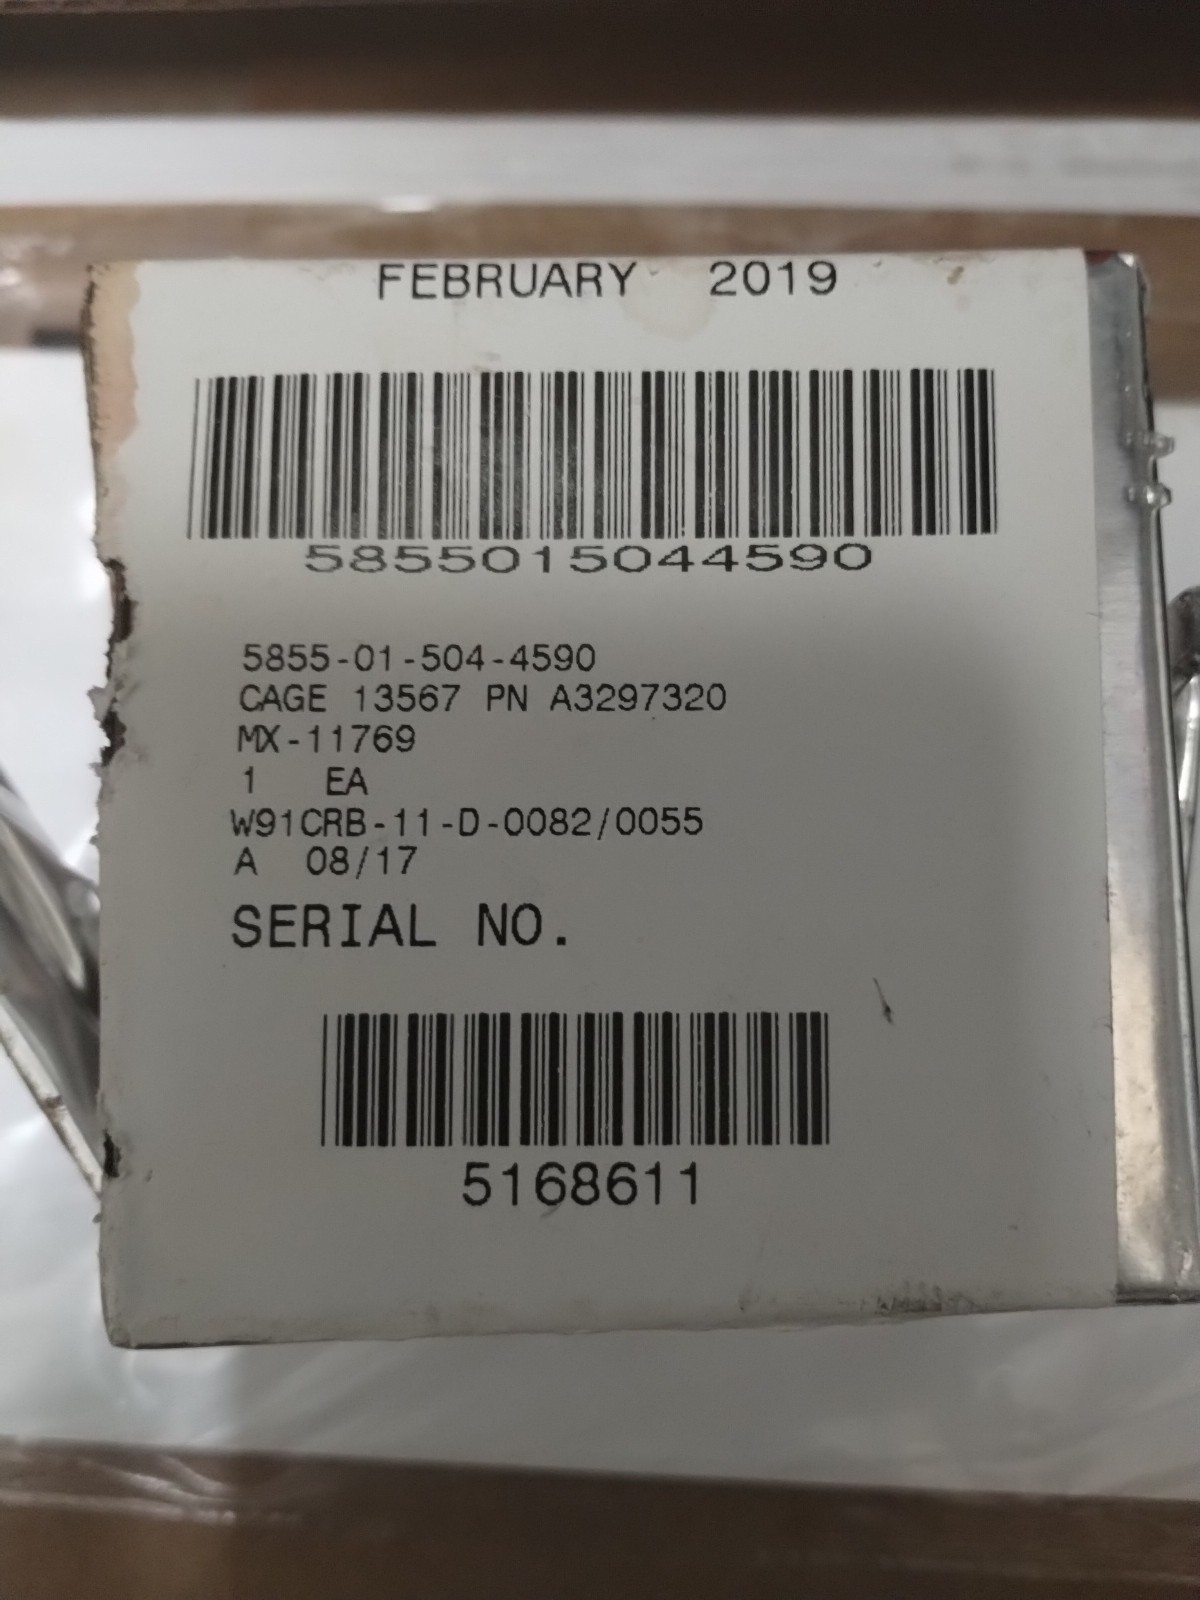 FEBRUARY 2019
5855015044590
5855-01-504-4590
CAGE 13567 PN A3297320
MX-11769
1 EA
W91CRB-11-D-0082/0055
A 08/17
SERIAL NO.
5168611